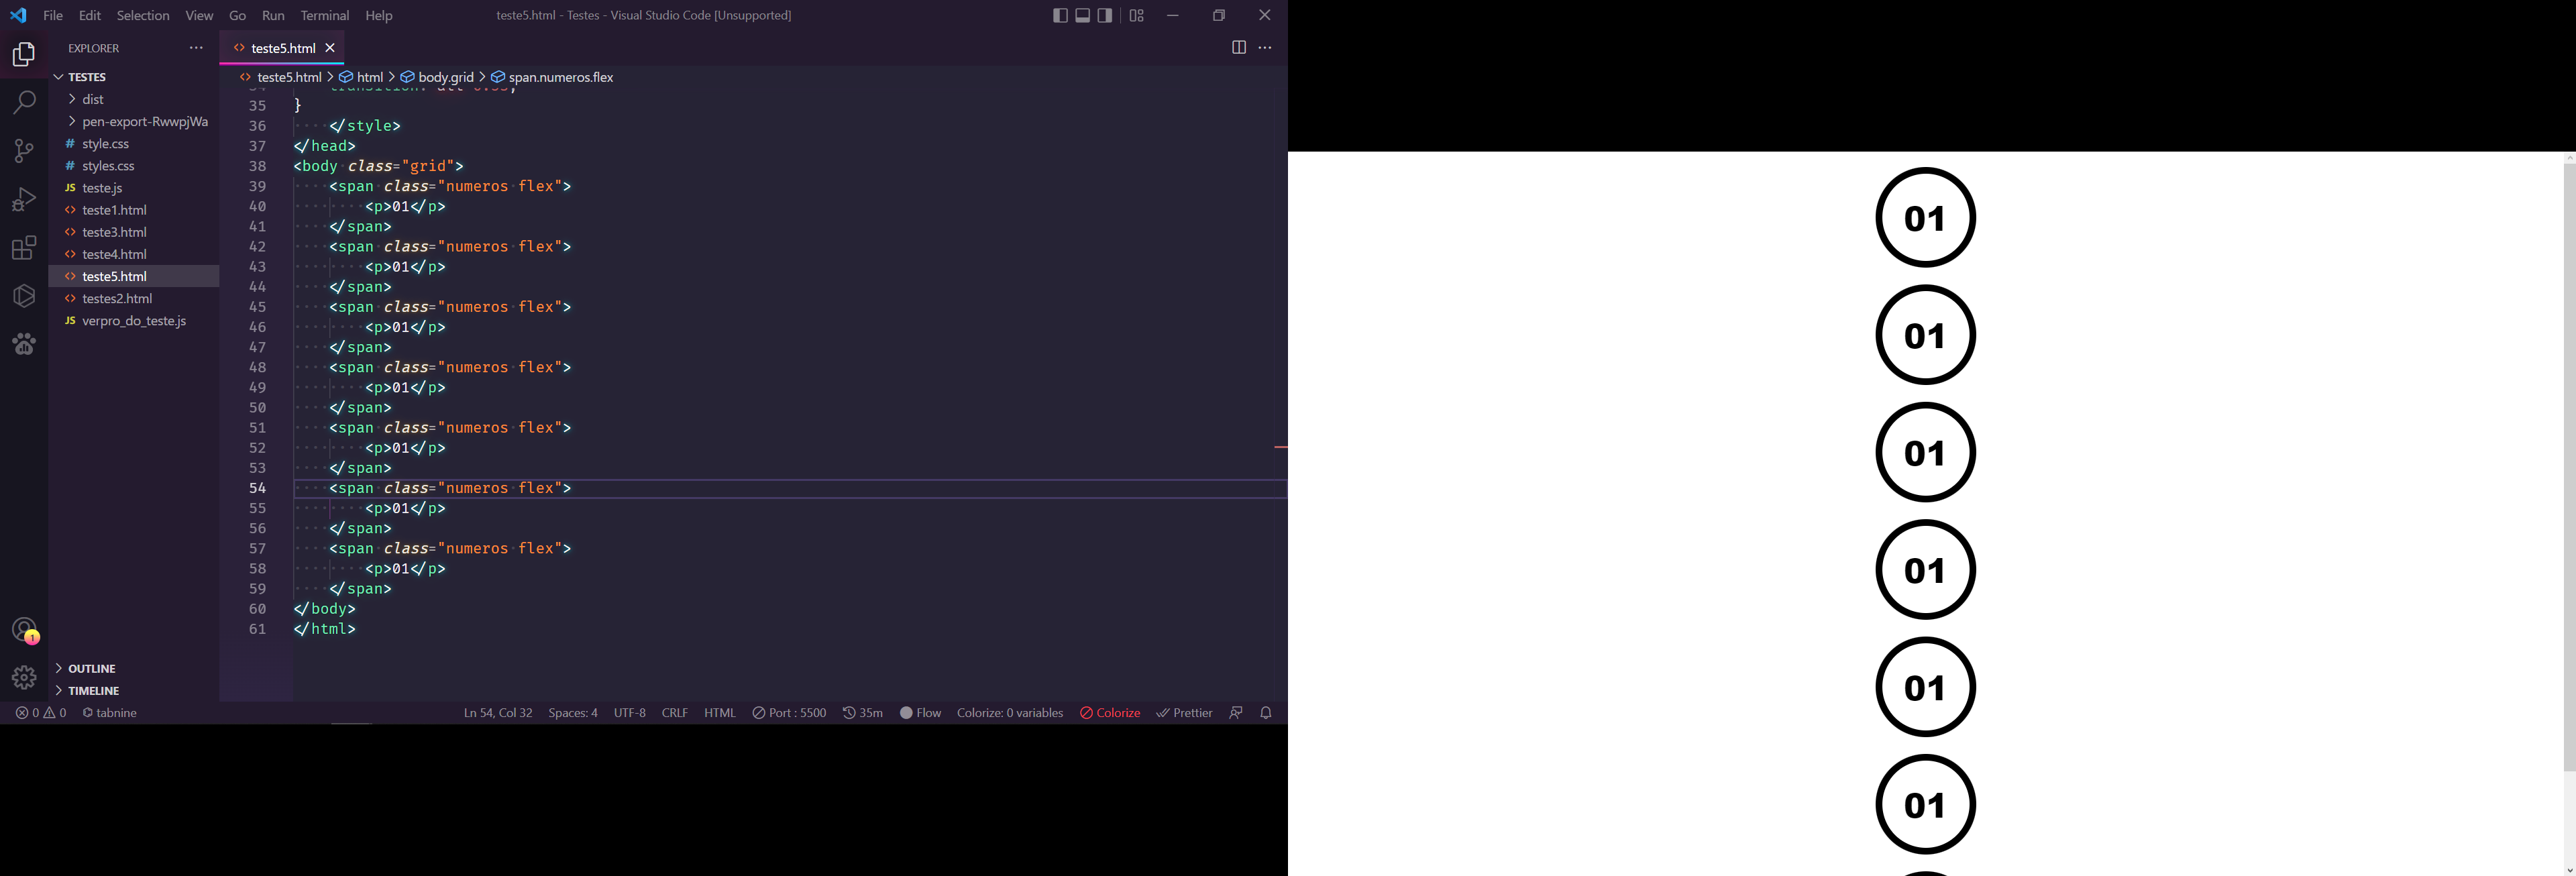 File Edit Selection View Go Run Terminal Help
teste5.html - Testes - Visual Studio Code [Unsupported]
EXPLORER
TESTES
dist
pen-export-RwwpjWa
# style.css
# styles.css
JS teste.js
<> teste1.html
<> teste3.html
<> teste4.html
<> teste5.html
<> testes2.html
JS verpro_do_teste.js
OUTLINE
TIMELINE
1
<> teste5.html
<> teste5.html > html > body.grid > span.numeros.flex
35 }
36 </style>
37 </head>
38 <body class="grid">
39 <span class="numeros flex">
40 <p>01</p>
41 </span>
42 <span class="numeros flex">
43 <p>01</p>
44 </span>
45 <span class="numeros flex">
46 <p>01</p>
47 </span>
48 <span class="numeros flex">
49 <p>01</p>
50 </span>
51 <span class="numeros flex">
52 <p>01</p>
53 </span>
54 <span class="numeros flex">
55 <p>01</p>
56 </span>
57 <span class="numeros flex">
58 <p>01</p>
59 </span>
60 </body>
61 </html>
0 0 tabnine
Ln 54, Col 32 Spaces: 4 UTF-8 CRLF HTML Port : 5500 35m Flow Colorize: 0 variables Colorize Prettier
01
01
01
01
01
01